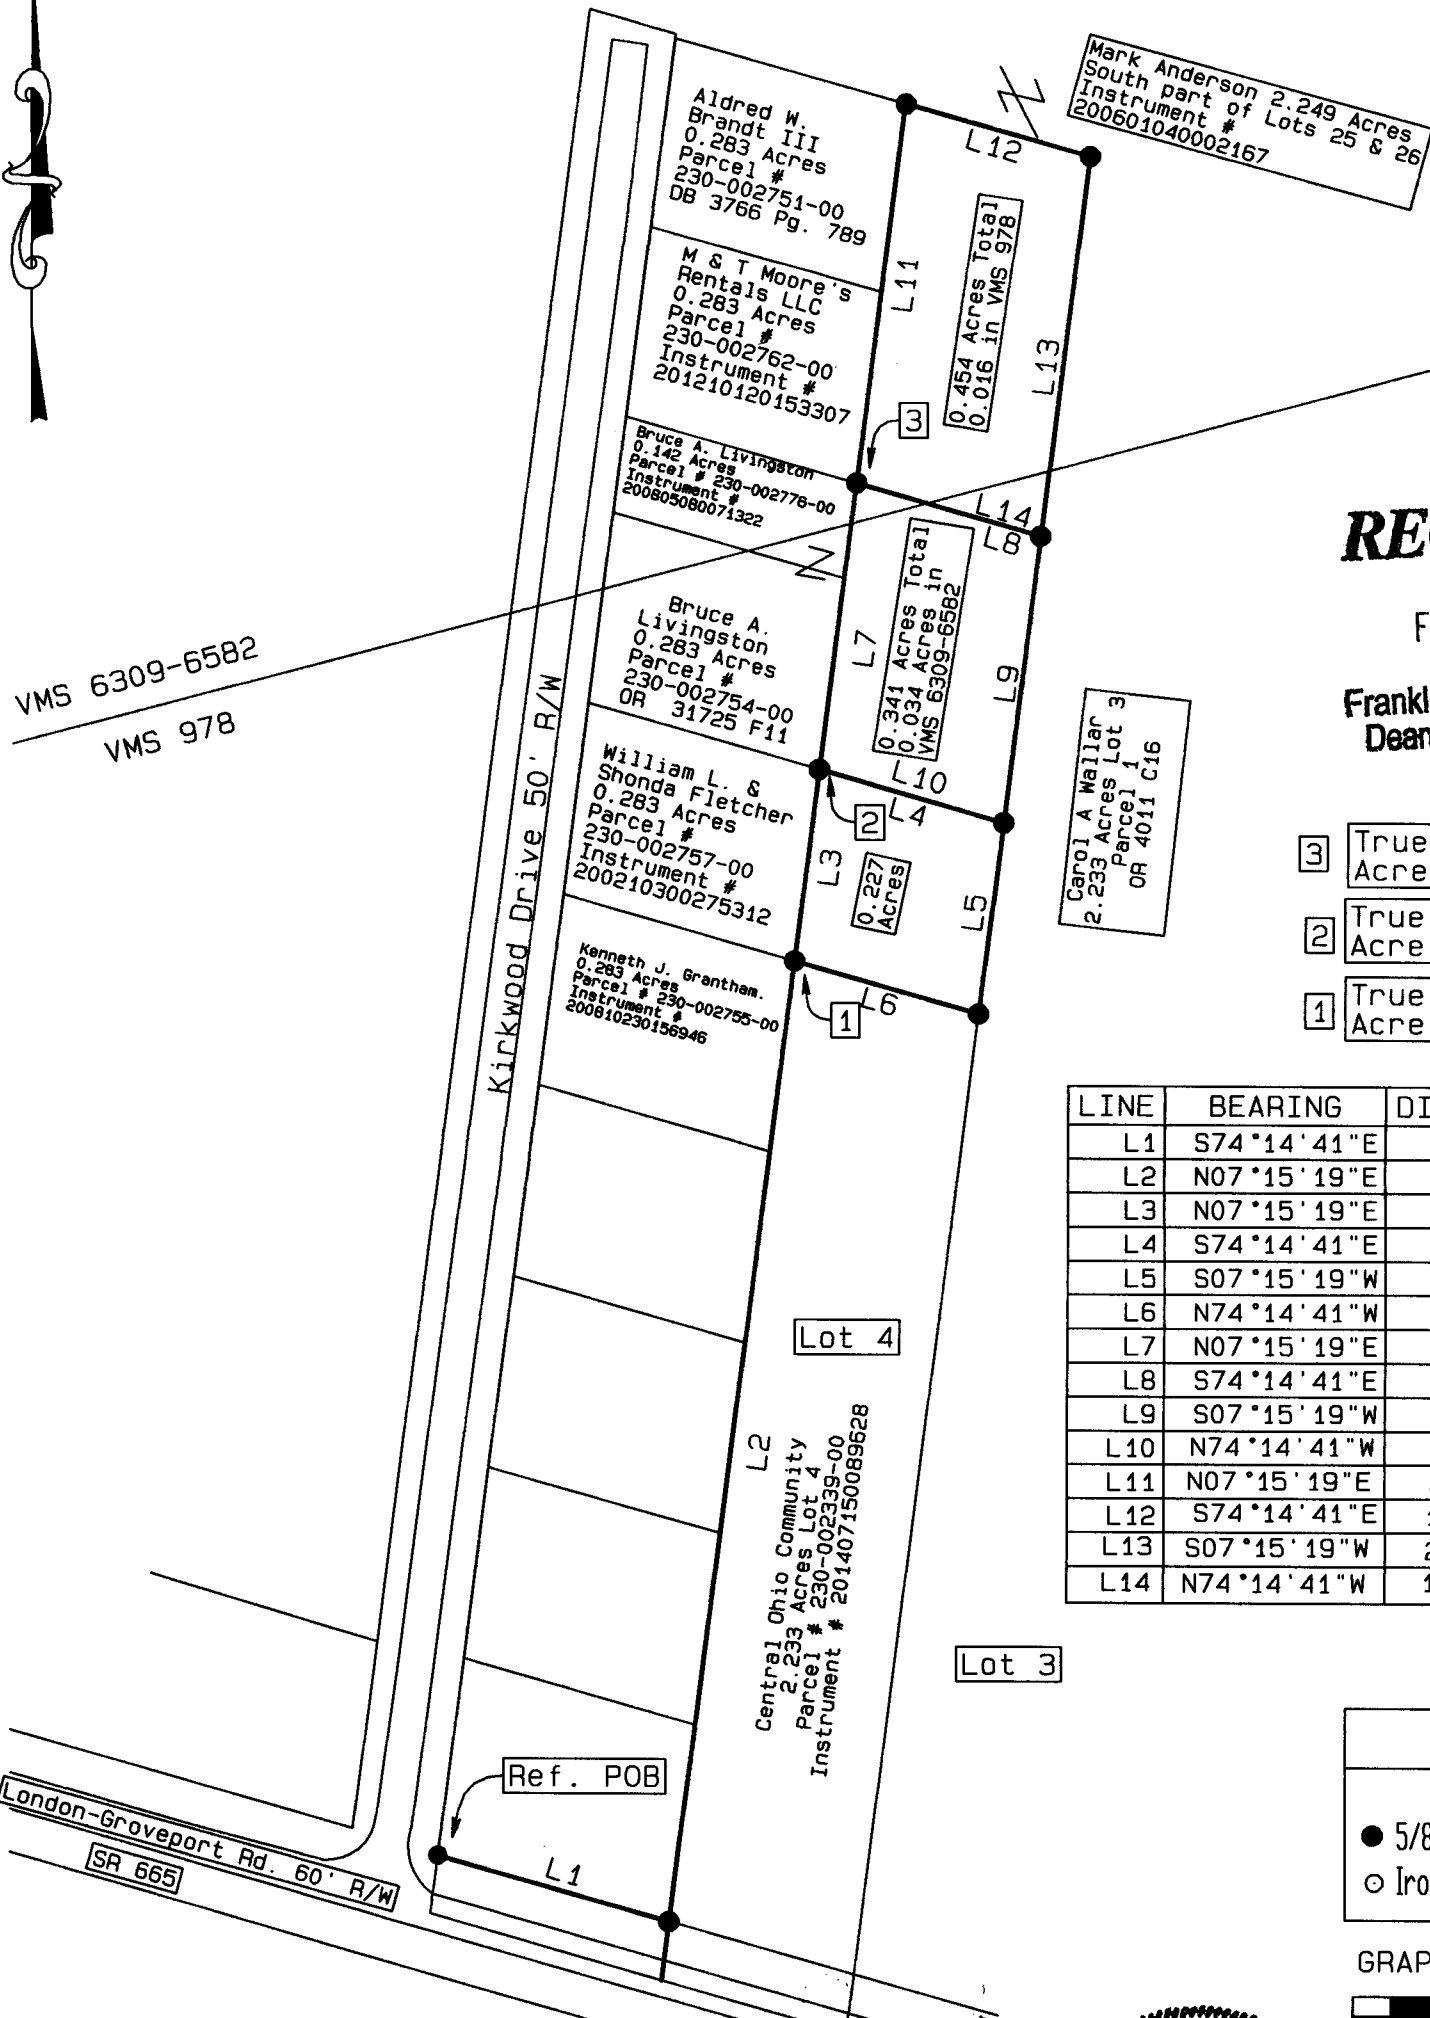 Mark Anderson 2.249 Acres
South part of Lots 25 & 26
Instrument #
200601040002167
Aldred W.
Brandt III
0.283 Acres
Parcel #
230-002751-00
DB 3766 Pg. 789
L12
L11
0.454 Acres Total
0.016 in VMS 978
L13
M & T Moore's
Rentals LLC
0.283 Acres
Parcel #
230-002762-00
Instrument #
201210120153307
3
Bruce A. Livingston
0.142 Acres
Parcel # 230-002776-00
Instrument #
200805080071322
L14
L8
VMS 6309-6582
VMS 978
Bruce A.
Livingston
0.283 Acres
Parcel #
230-002754-00
OR 31725 F11
L7
0.341 Acres Total
0.034 Acres in
VMS 6309-6582
L9
L10
L4
2
William L. &
Shonda Fletcher
0.283 Acres
Parcel #
230-002757-00
Instrument #
200210300275312
L3
0.227
Acres
L5
Carol A Wallar
2.233 Acres Lot 3
Parcel 1
OR 4011 C16
Kirkwood Drive 50' R/W
Kenneth J. Grantham.
0.283 Acres
Parcel # 230-002755-00
Instrument #
200810230156946
L6
1
RE
F
Frankl
Dean
3 True
Acre
2 True
Acre
1 True
Acre
LINE BEARING DI
L1 S74°14'41"E
L2 N07°15'19"E
L3 N07°15'19"E
L4 S74°14'41"E
L5 S07°15'19"W
L6 N74°14'41"W
L7 N07°15'19"E
L8 S74°14'41"E
L9 S07°15'19"W
L10 N74°14'41"W
L11 N07°15'19"E
L12 S74°14'41"E 1
L13 S07°15'19"W 2
L14 N74°14'41"W 1
Lot 4
L2
Central Ohio Community
2.233 Acres Lot 4
Parcel # 230-002339-00
Instrument # 201407150089628
Lot 3
Ref. POB
L1
London-Groveport Rd. 60' R/W
SR 665
5/8
Iro
GRAP